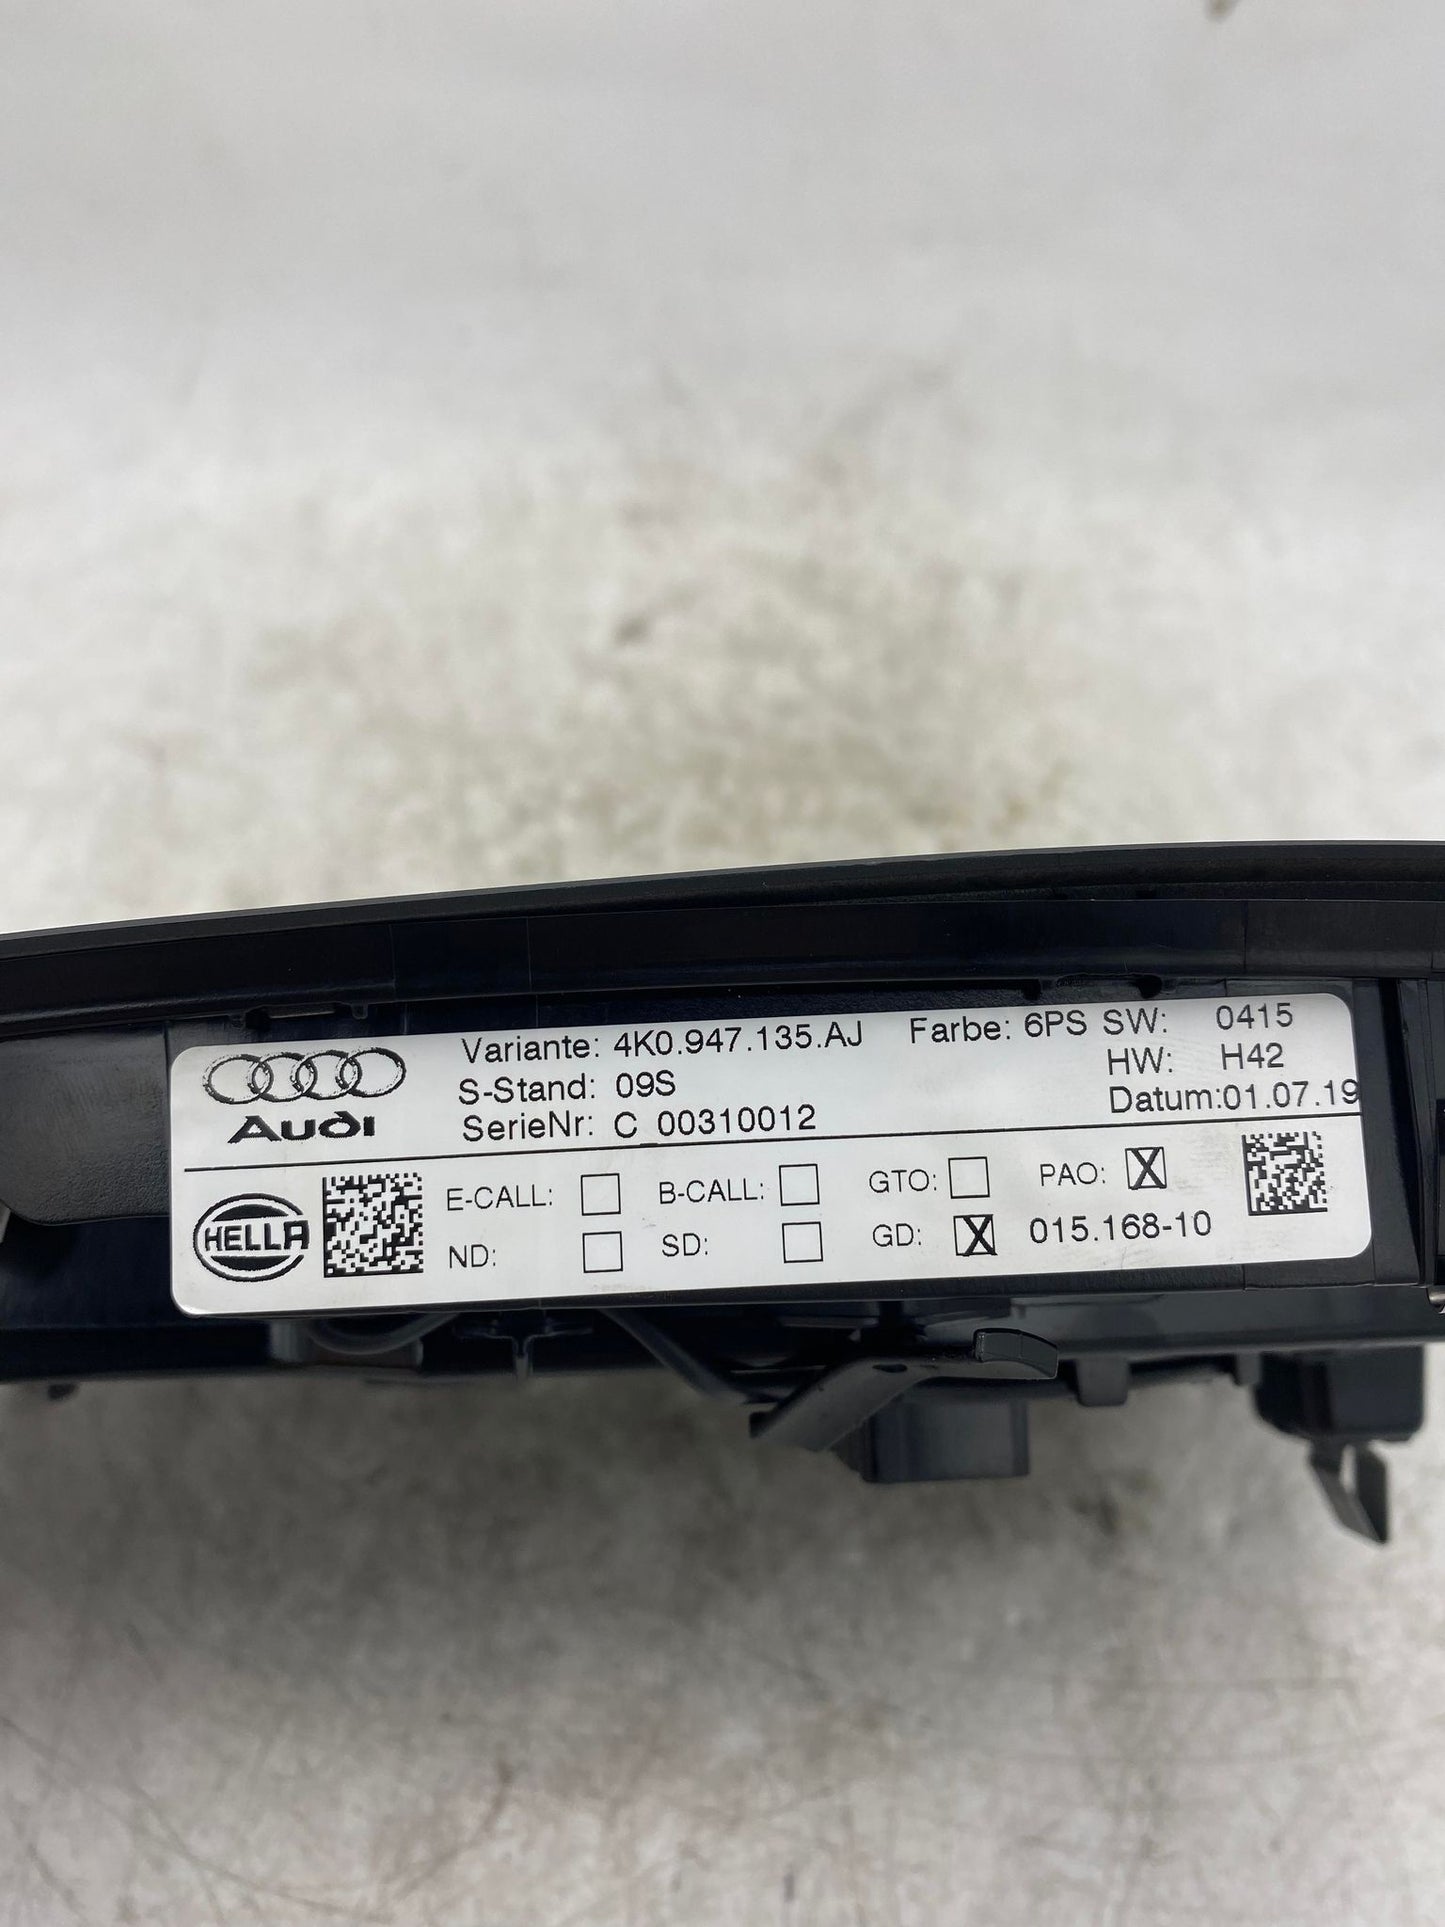 Variante: 4K0.947.135.AJ Farbe: 6PS SW: 0415
S-Stand: 09S HW: H42
SerieNr: C_00310012 Datum:01.07.19
Audi
E-CALL: B-CALL: GTO: PAO: X
HELLA
ND: SD: GD: X 015.168-10